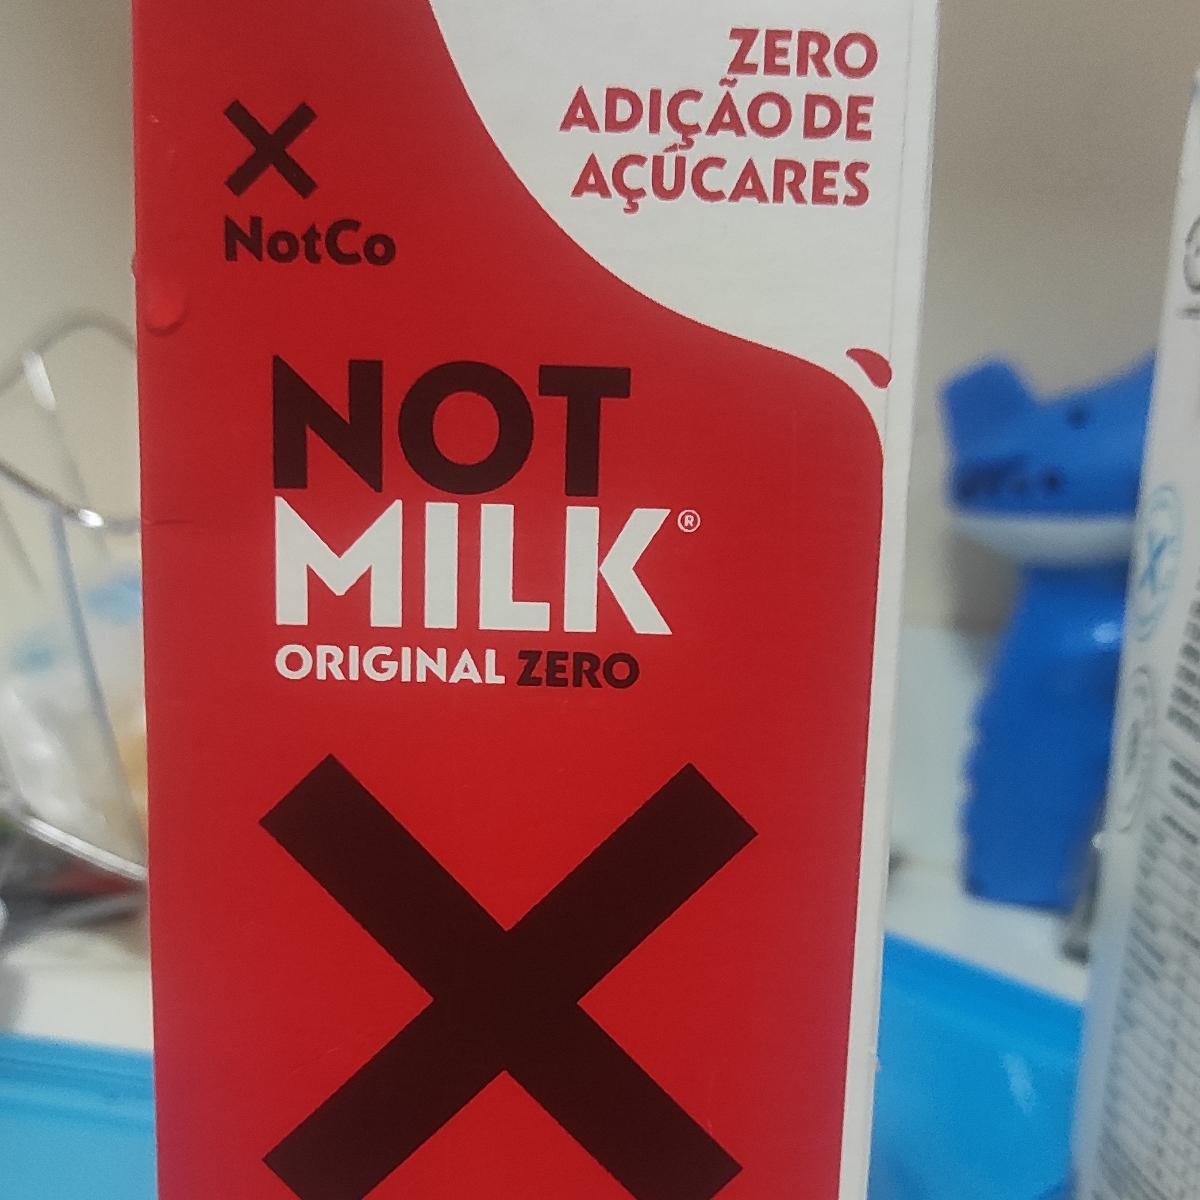 ZERO
ADIÇÃO DE
AÇÚCARES
NotCo
NOT
MILK®
ORIGINAL ZERO